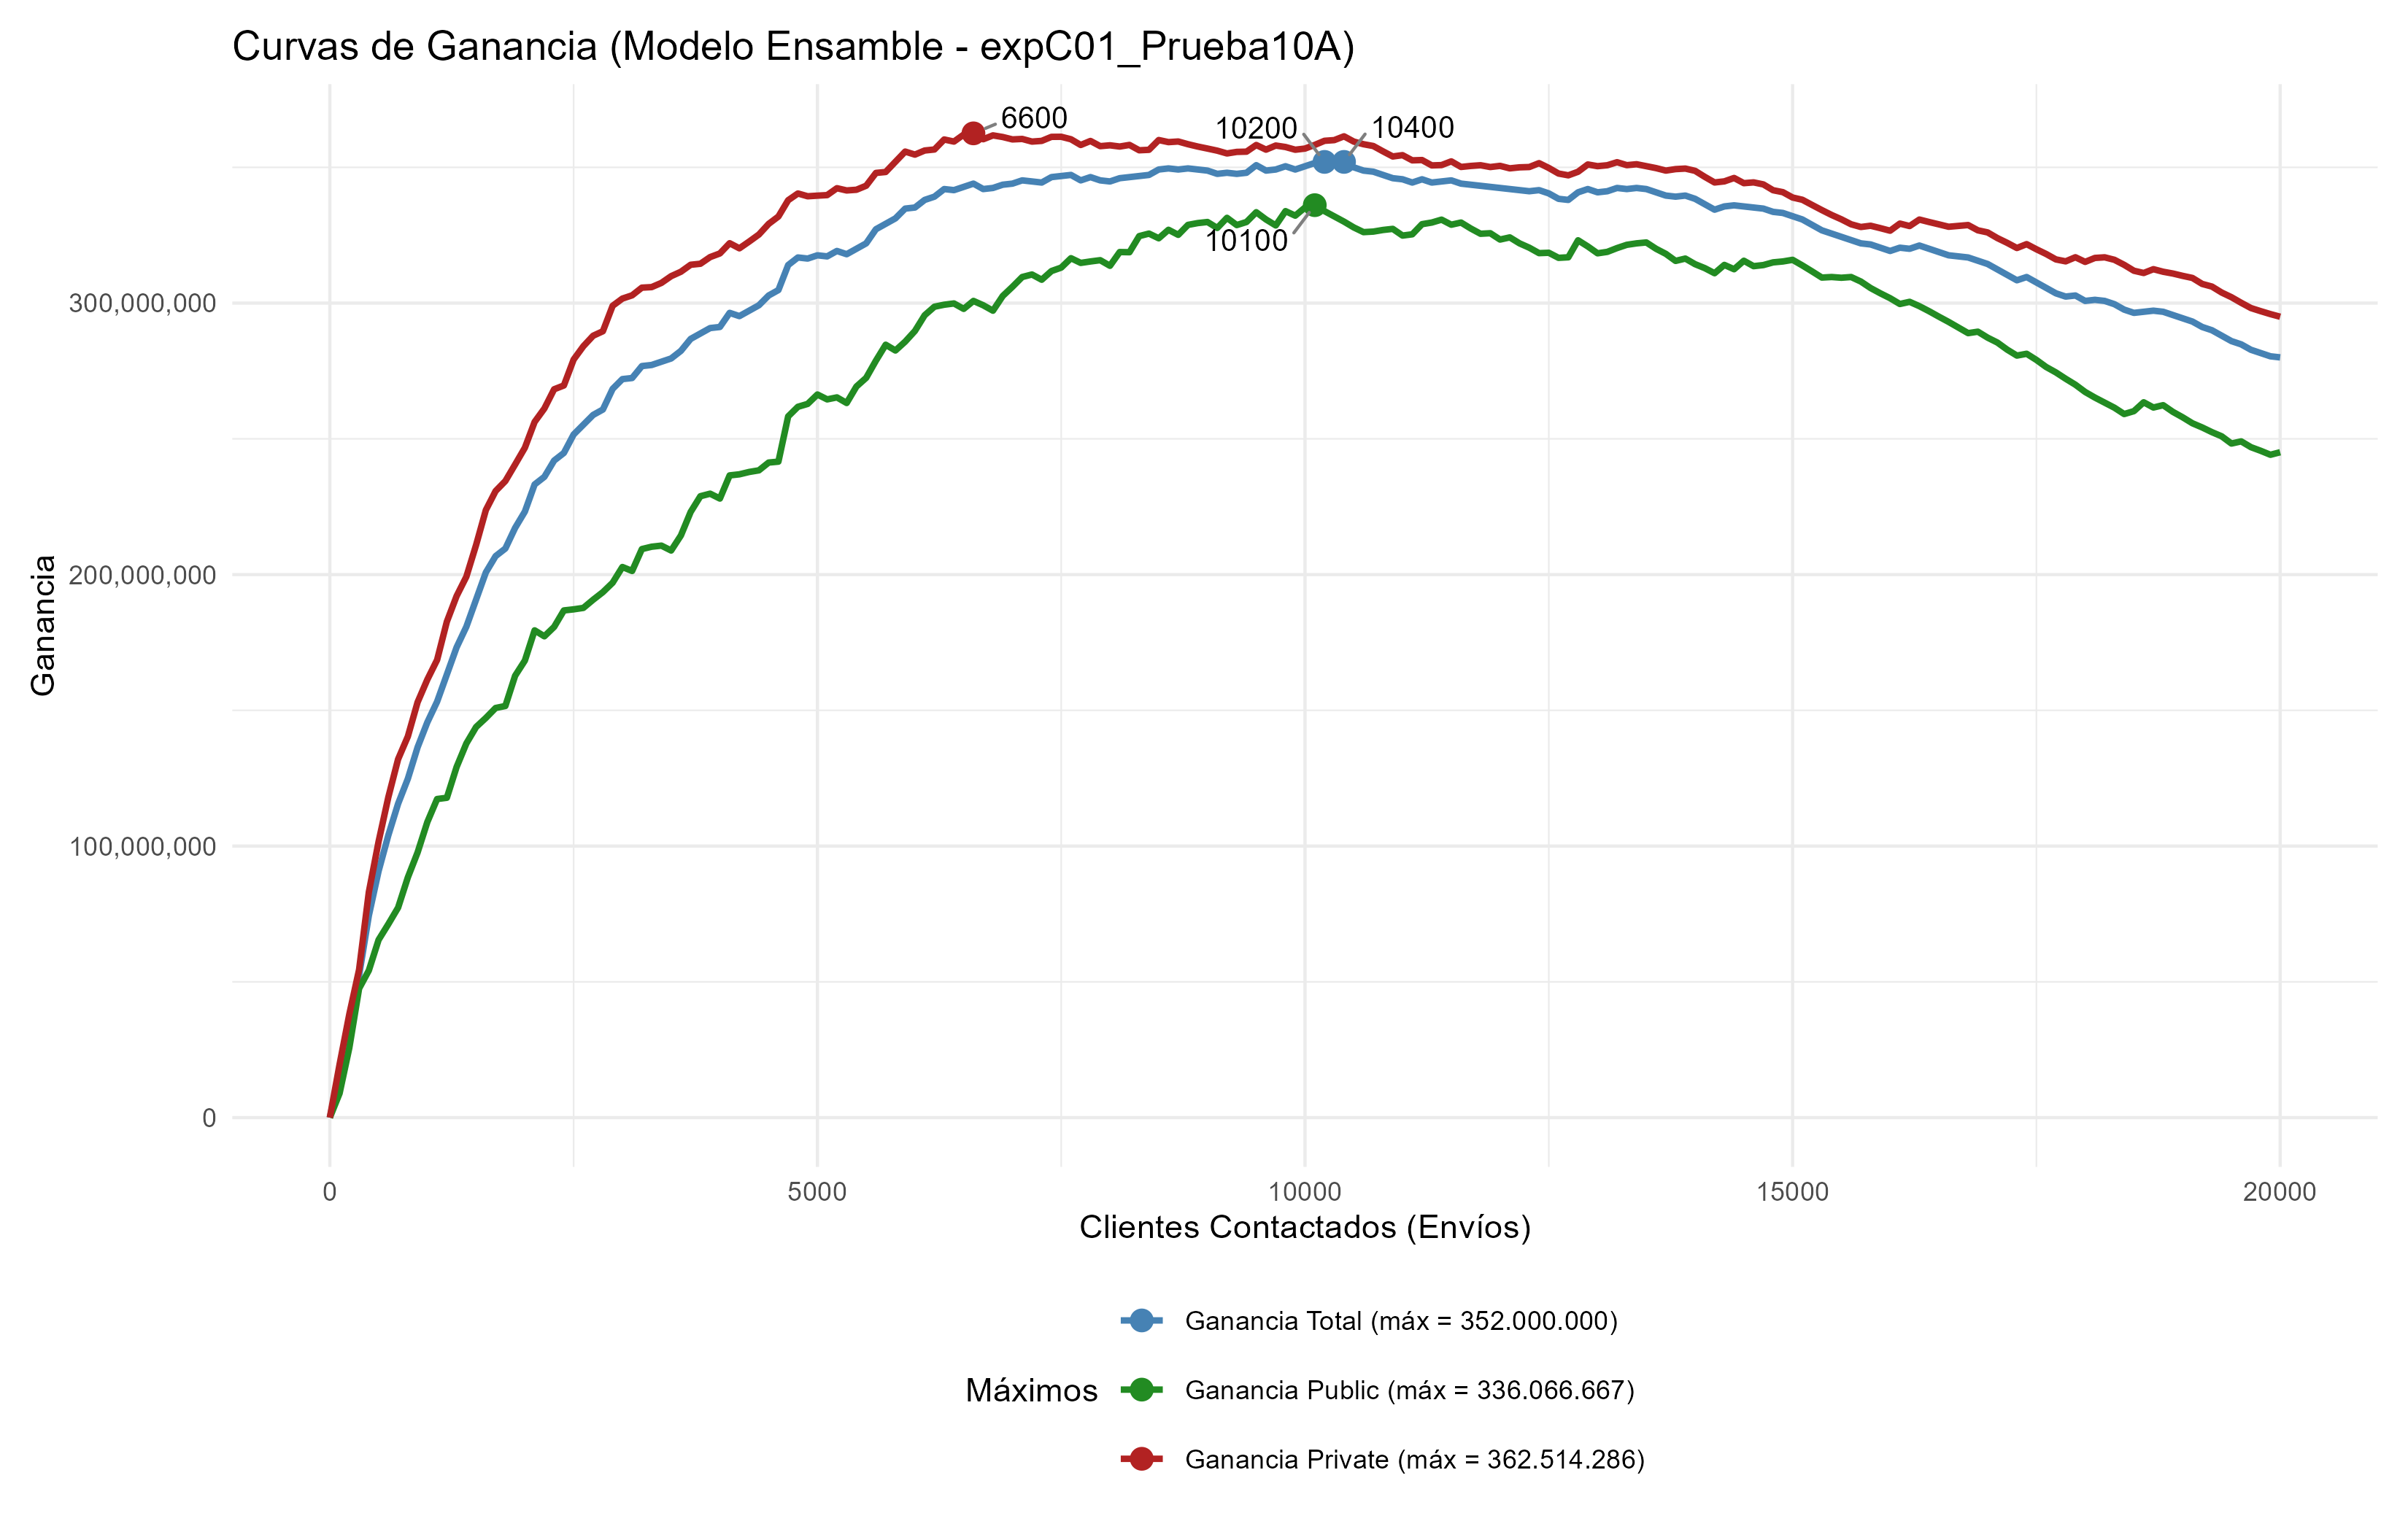 Curvas de Ganancia (Modelo Ensamble - expC01_Prueba10A)
6600
10200
10400
10100
300,000,000
200,000,000
100,000,000
0
Ganancia
0
5000
10000
15000
20000
Clientes Contactados (Envíos)
Máximos
Ganancia Total (máx = 352.000.000)
Ganancia Public (máx = 336.066.667)
Ganancia Private (máx = 362.514.286)